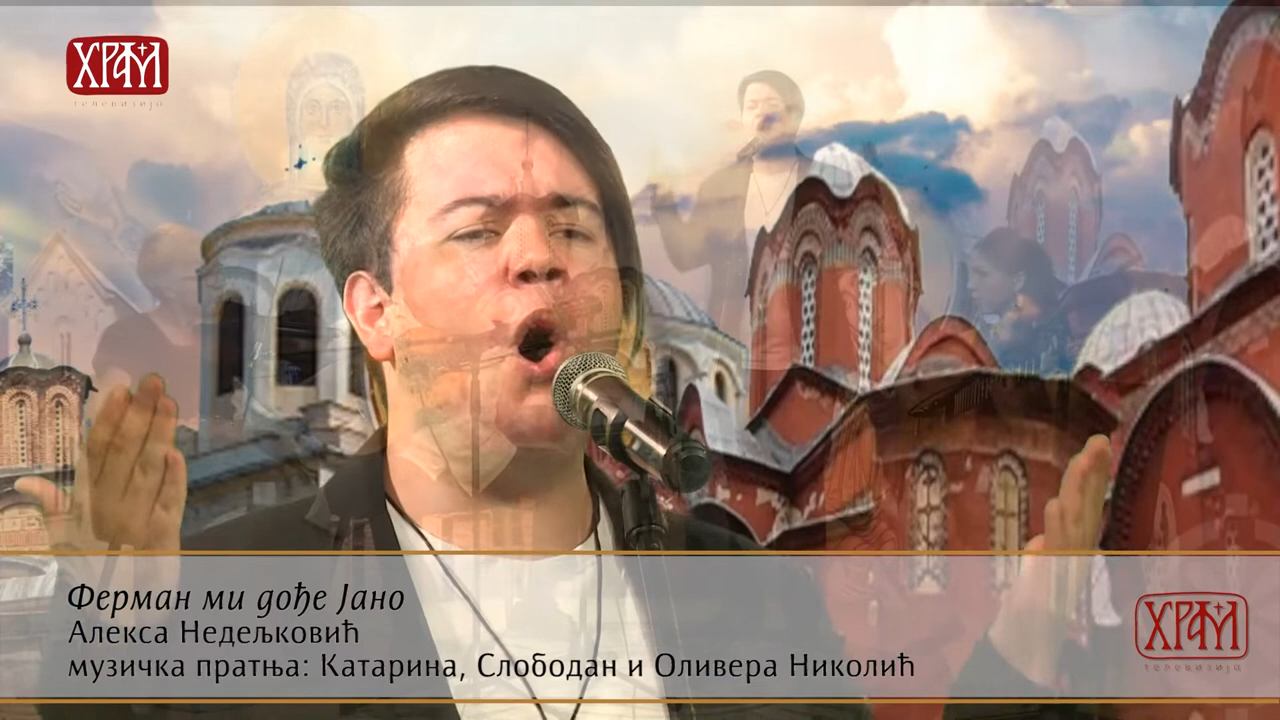 ХРАМ
телевизија
Ферман ми дође Јано
Алекса Недељковић
музичка пратња: Катарина, Слободан и Оливера Николић
ХРАМ
телевизија